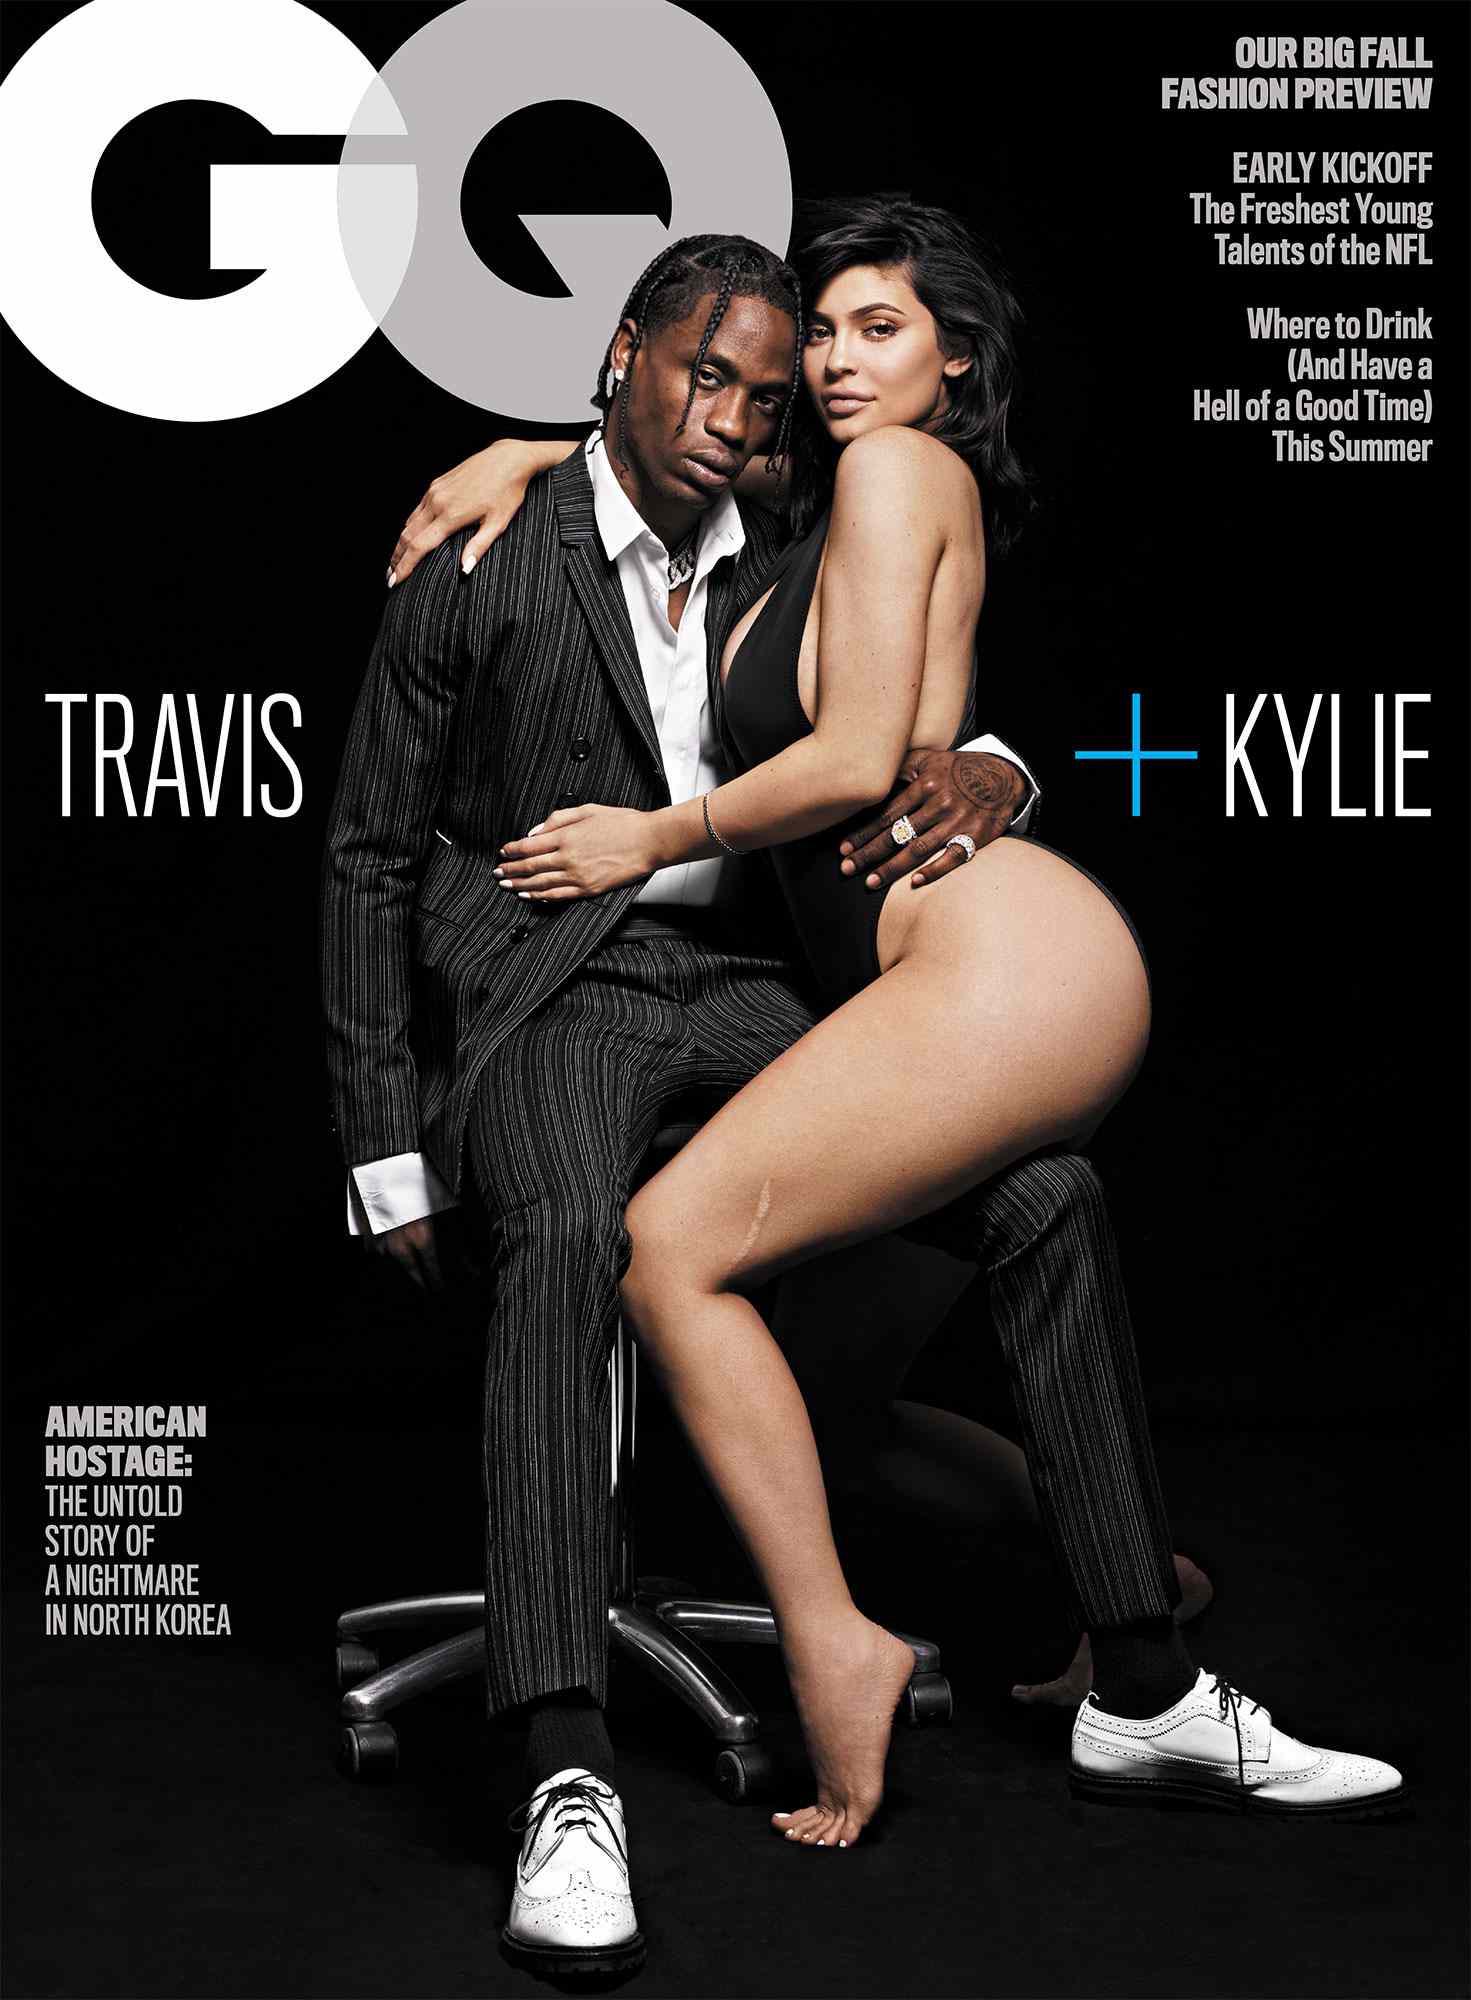 GQ
OUR BIG FALL
FASHION PREVIEW
EARLY KICKOFF
The Freshest Young
Talents of the NFL
Where to Drink
(And Have a
Hell of a Good Time)
This Summer
TRAVIS + KYLIE
AMERICAN
HOSTAGE:
THE UNTOLD
STORY OF
A NIGHTMARE
IN NORTH KOREA